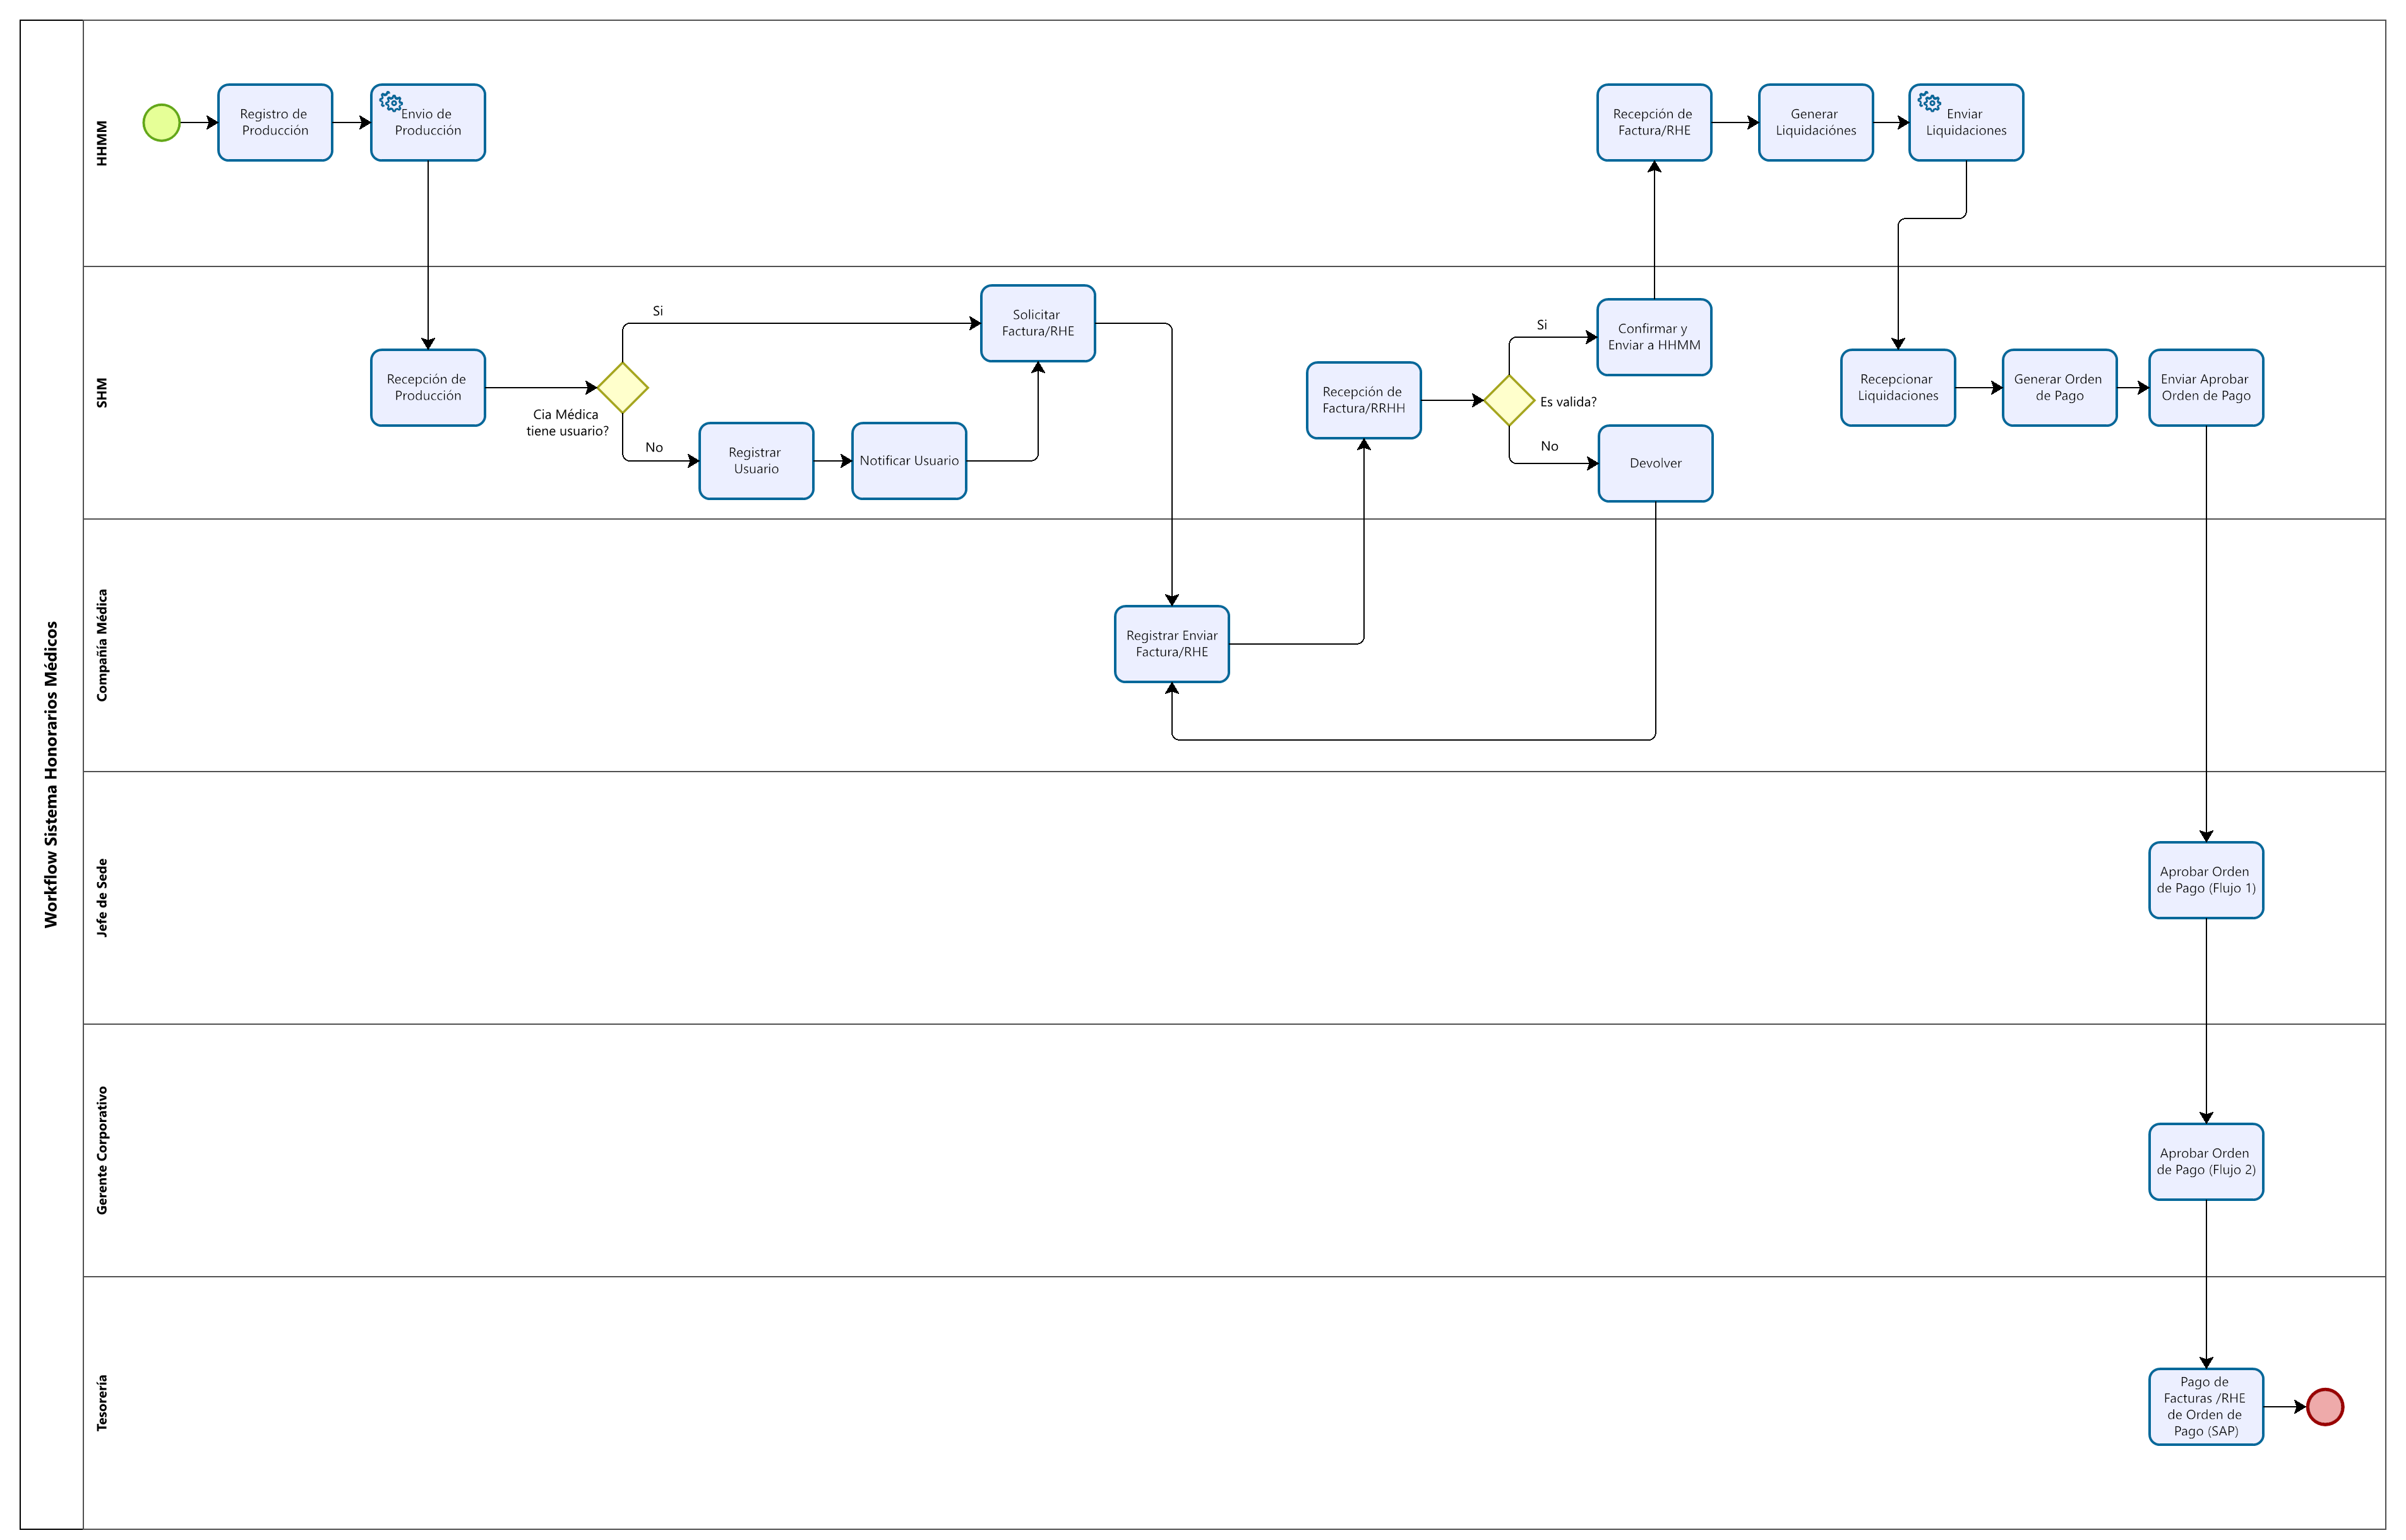 Workflow Sistema Honorarios Médicos
HHMM
Registro de
Producción
Envio de
Producción
Recepción de
Factura/RHE
Generar
Liquidaciónes
Enviar
Liquidaciones
SHM
Recepción de
Producción
Cia Médica
tiene usuario?
Si
No
Registrar
Usuario
Notificar Usuario
Solicitar
Factura/RHE
Recepción de
Factura/RRHH
Es valida?
Si
No
Confirmar y
Enviar a HHMM
Devolver
Recepcionar
Liquidaciones
Generar Orden
de Pago
Enviar Aprobar
Orden de Pago
Compañía Médica
Registrar Enviar
Factura/RHE
Jefe de Sede
Aprobar Orden
de Pago (Flujo 1)
Gerente Corporativo
Aprobar Orden
de Pago (Flujo 2)
Tesorería
Pago de
Facturas /RHE
de Orden de
Pago (SAP)